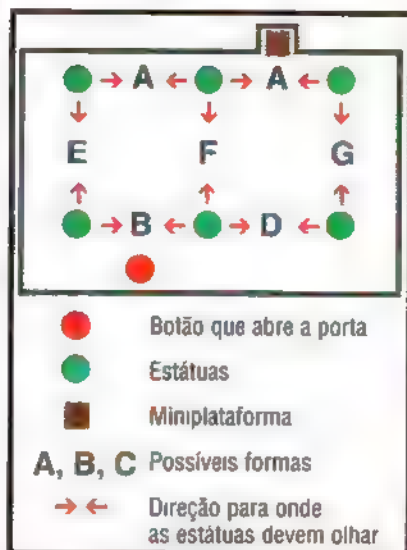 A A
E F G
B D
Botão que abre a porta
Estátuas
Miniplataforma
A, B, C Possíveis formas
Direção para onde
as estátuas devem olhar